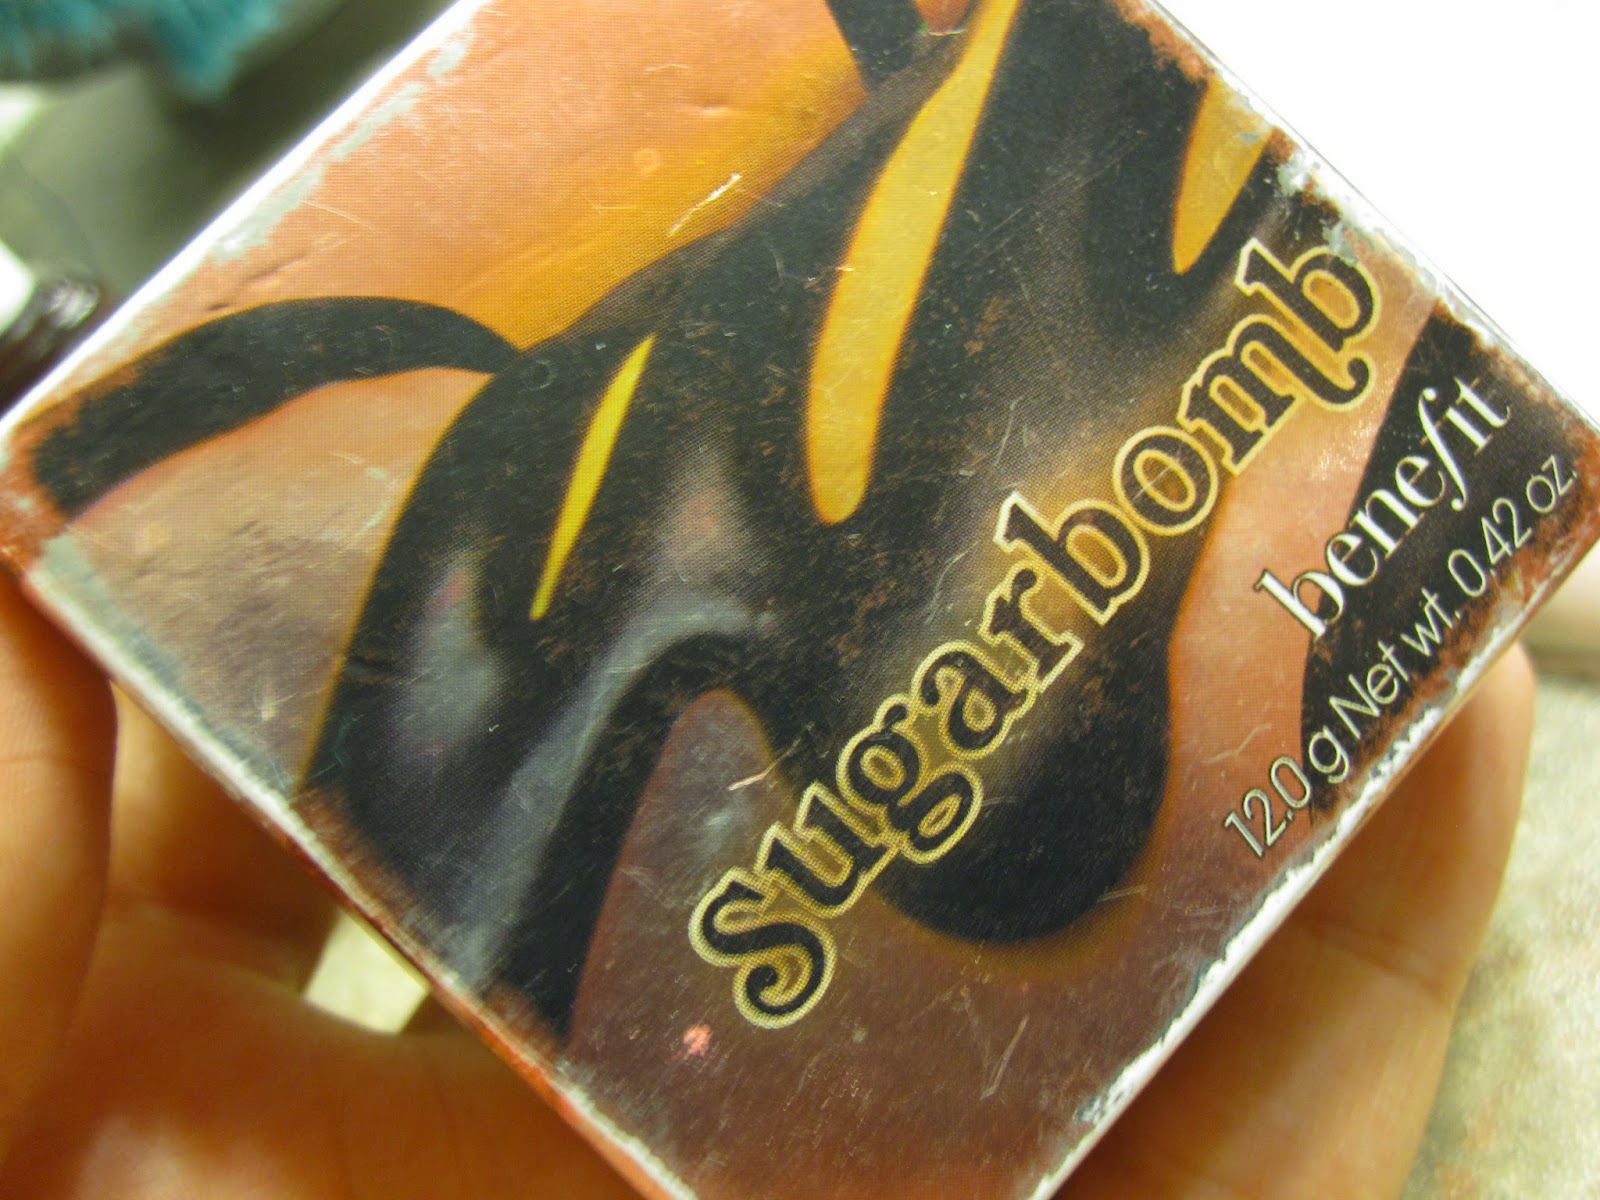 sugarbomb
benefit
12.0 g Net wt. 0.42 oz.